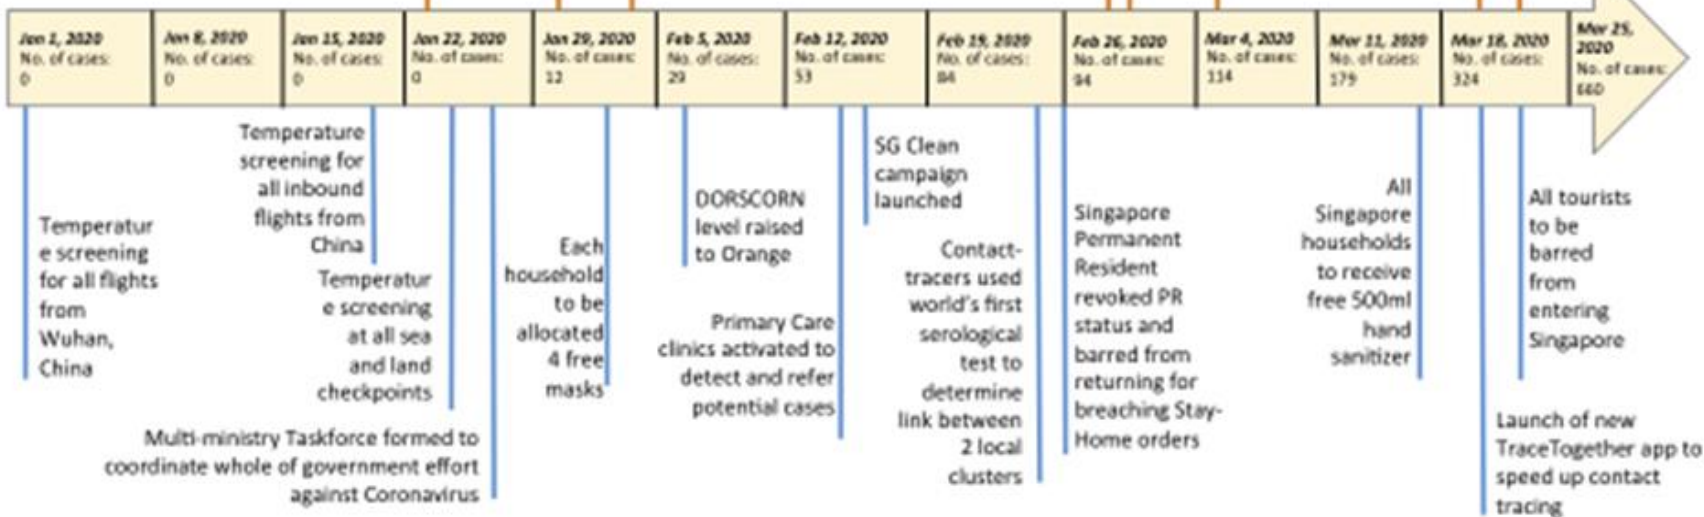 Jan 1, 2020
No. of cases:
0
Jan 8, 2020
No. of cases:
0
Jan 15, 2020
No. of cases:
0
Jan 22, 2020
No. of cases:
0
Jan 29, 2020
No. of cases:
12
Feb 5, 2020
No. of cases:
29
Feb 12, 2020
No. of cases:
53
Feb 19, 2020
No. of cases:
84
Feb 26, 2020
No. of cases:
94
Mar 4, 2020
No. of cases:
114
Mar 11, 2020
No. of cases:
179
Mar 18, 2020
No. of cases:
324
Mar 25,
2020
No. of cases:
660
Temperatur
e screening
for all flights
from
Wuhan,
China
Temperature
screening for
all inbound
flights from
China
Temperatur
e screening
at all sea
and land
checkpoints
Multi-ministry Taskforce formed to
coordinate whole of government effort
against Coronavirus
Each
household
to be
allocated
4 free
masks
DORSCORN
level raised
to Orange
Primary Care
clinics activated to
detect and refer
potential cases
SG Clean
campaign
launched
Contact-
tracers used
world's first
serological
test to
determine
link between
2 local
clusters
Singapore
Permanent
Resident
revoked PR
status and
barred from
returning for
breaching Stay-
Home orders
All
Singapore
households
to receive
free 500ml
hand
sanitizer
Launch of new
TraceTogether app to
speed up contact
tracing
All tourists
to be
barred
from
entering
Singapore